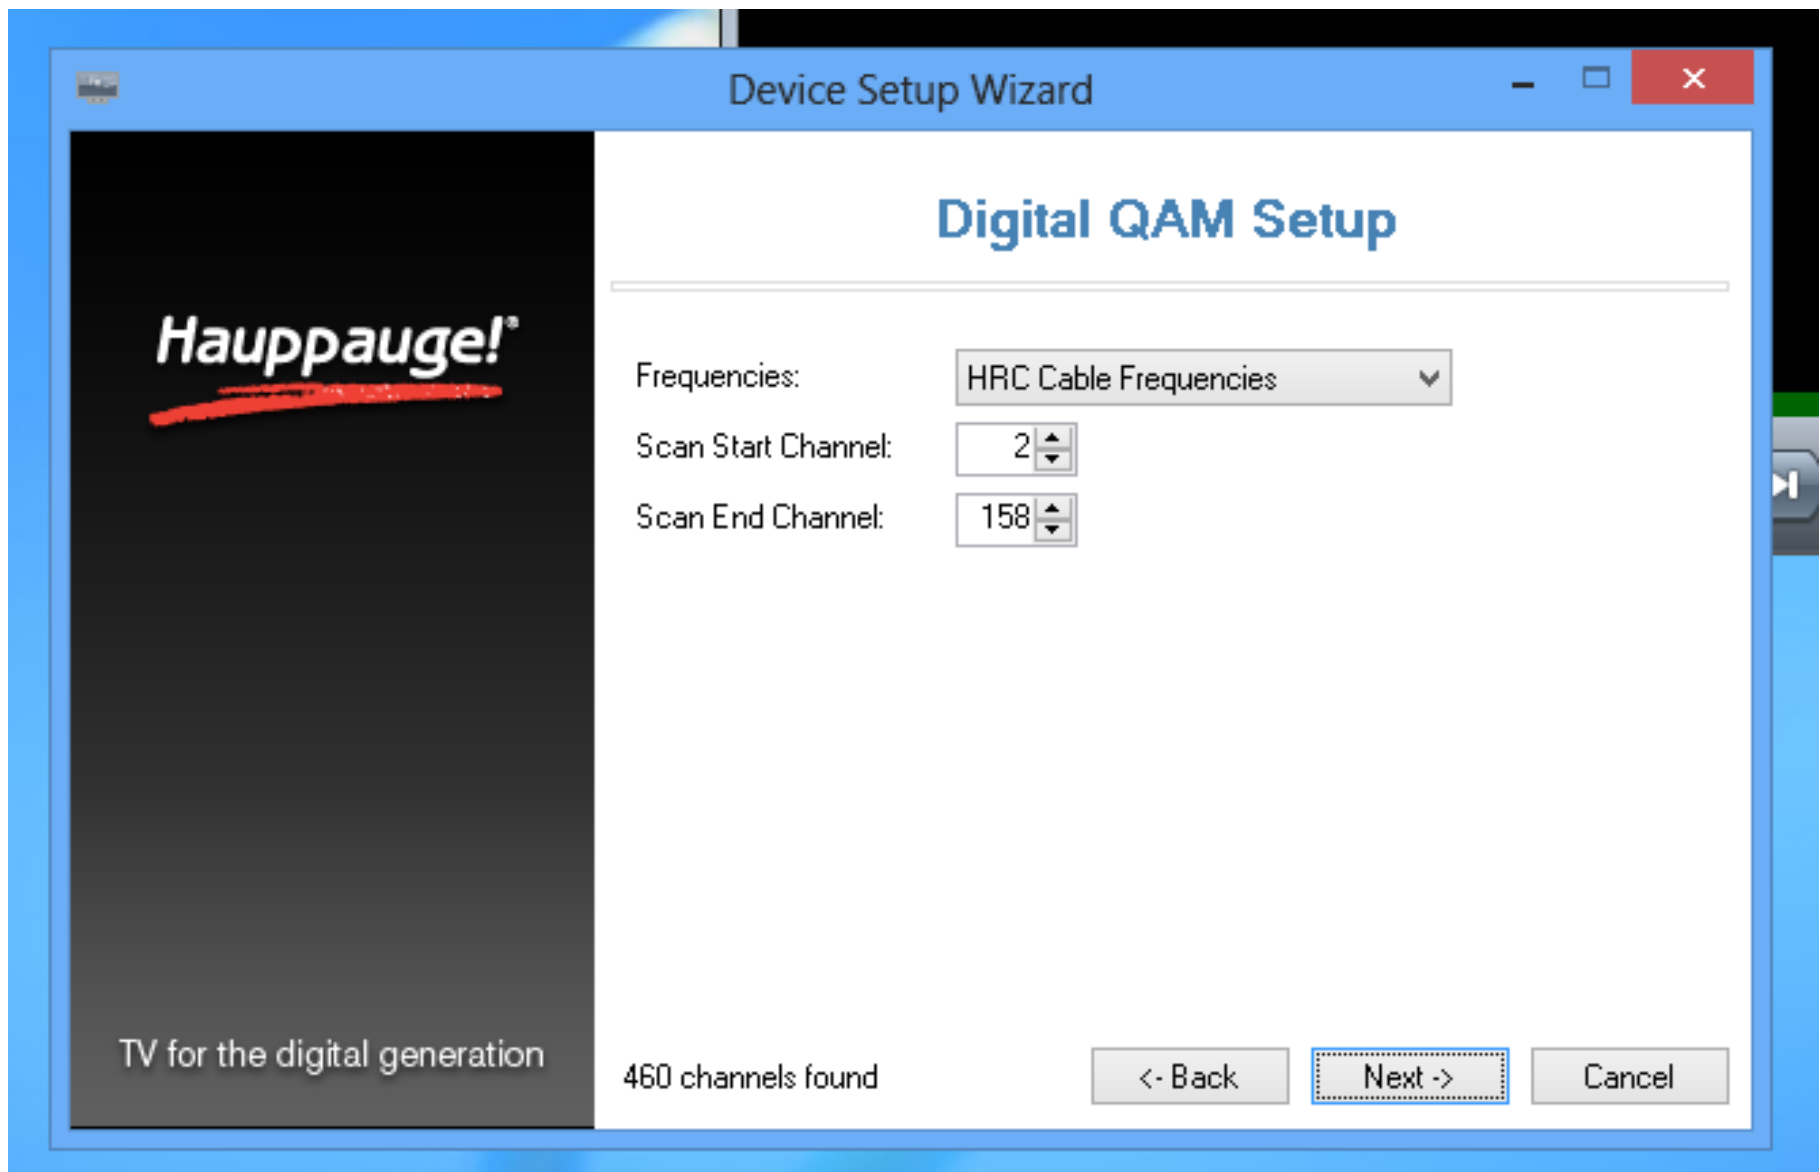 Device Setup Wizard
Digital QAM Setup
Hauppauge!®
Frequencies: HRC Cable Frequencies
Scan Start Channel: 2
Scan End Channel: 158
TV for the digital generation
460 channels found <- Back Next -> Cancel